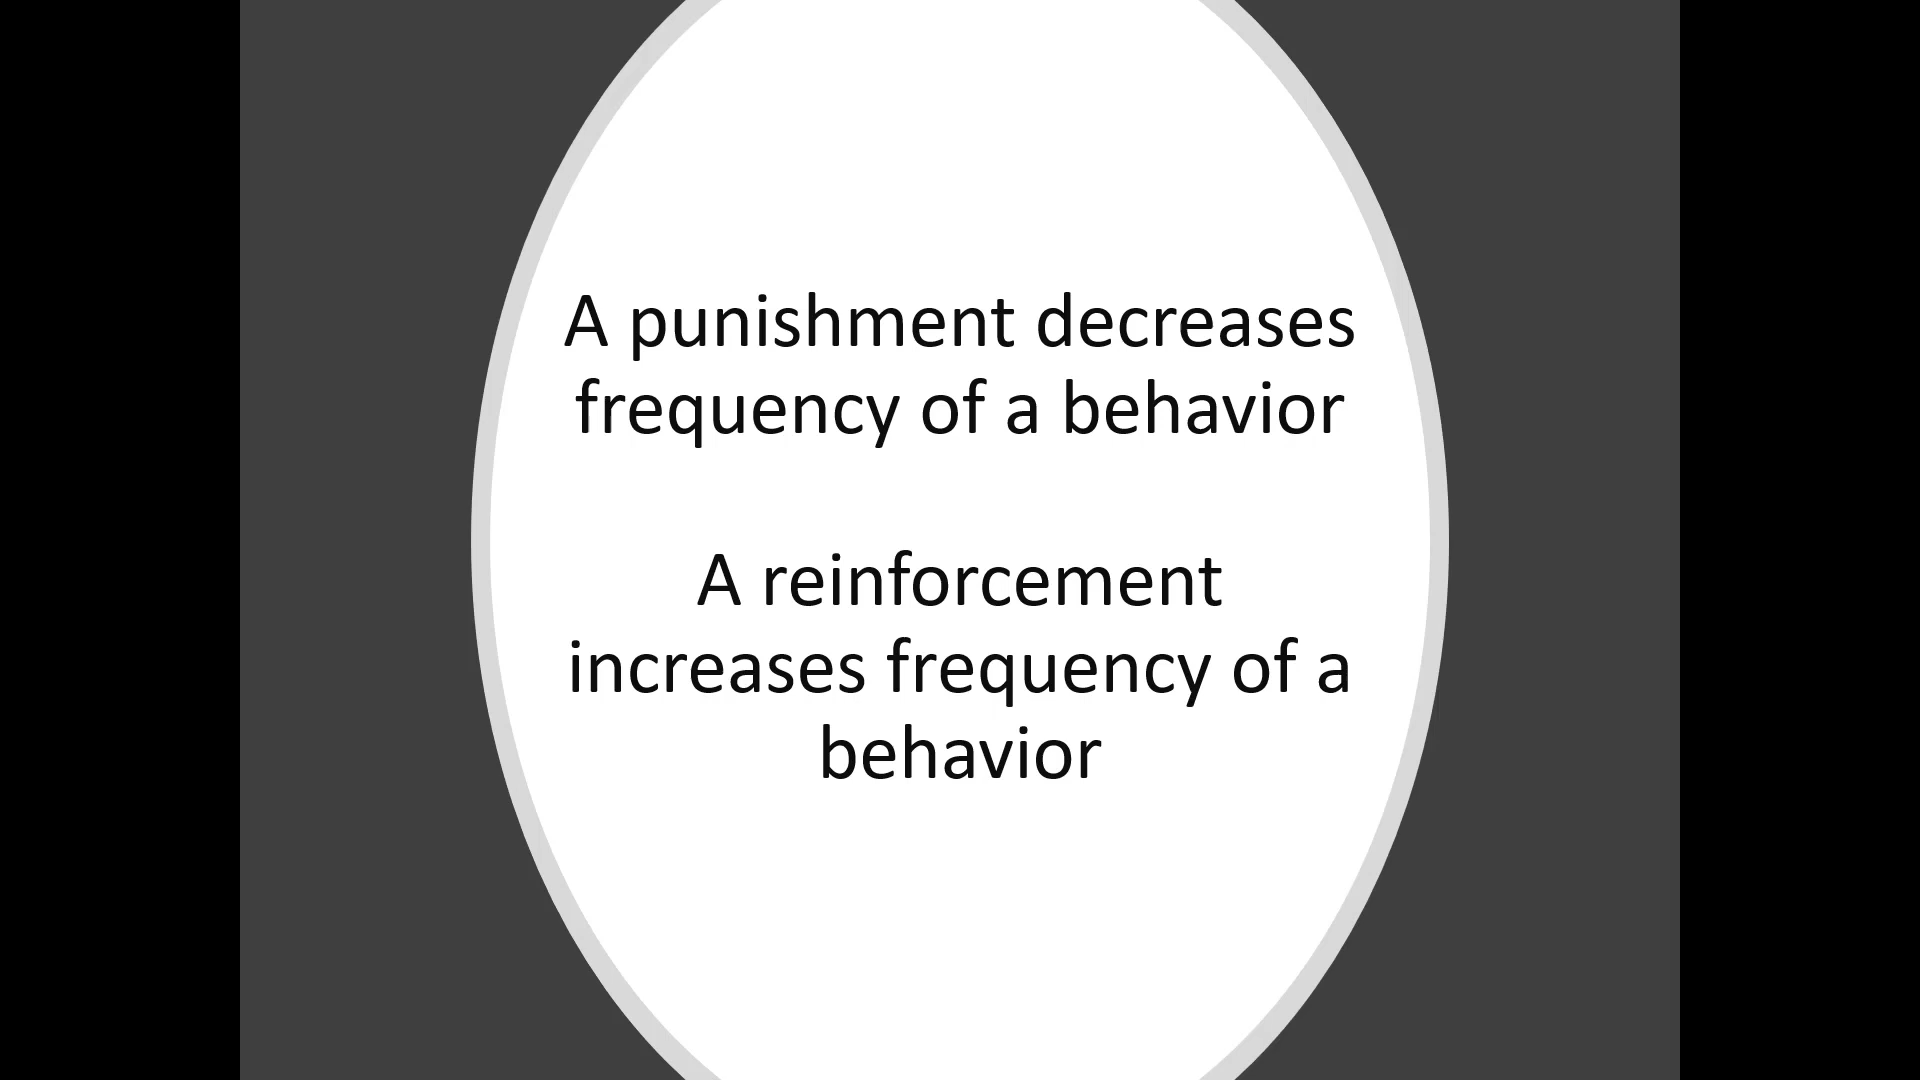 A punishment decreases
frequency of a behavior
A reinforcement
increases frequency of a
behavior